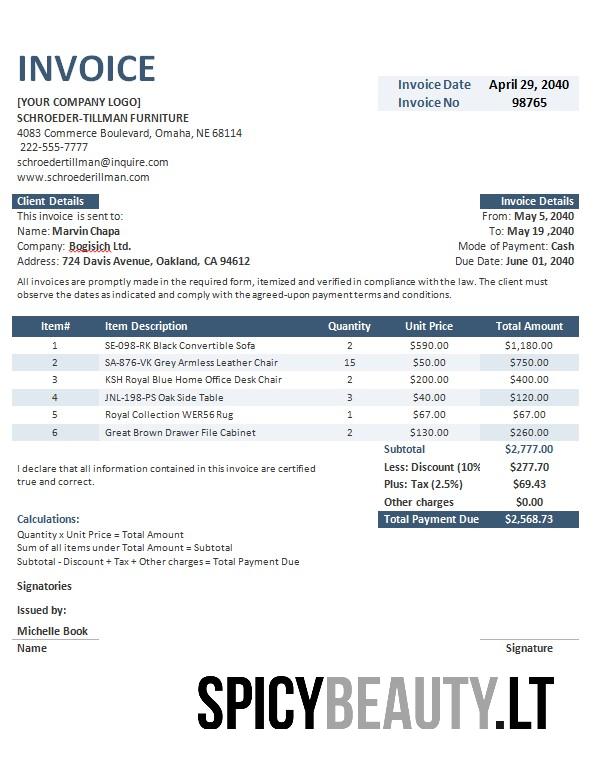 INVOICE
Invoice Date April 29, 2040
Invoice No 98765
[YOUR COMPANY LOGO]
SCHROEDER-TILLMAN FURNITURE
4083 Commerce Boulevard, Omaha, NE 68114
222-555-7777
schroedertillman@inquire.com
www.schroederillman.com
Client Details Invoice Details
This invoice is sent to: From: May 5, 2040
Name: Marvin Chapa To: May 19 ,2040
Company: Bogisich Ltd. Mode of Payment: Cash
Address: 724 Davis Avenue, Oakland, CA 94612 Due Date: June 01, 2040
All invoices are promptly made in the required form, itemized and verified in compliance with the law. The client must
observe the dates as indicated and comply with the agreed-upon payment terms and conditions.
Item# Item Description Quantity Unit Price Total Amount
1 SE-098-RK Black Convertible Sofa 2 $590.00 $1,180.00
2 SA-876-VK Grey Armless Leather Chair 15 $50.00 $750.00
3 KSH Royal Blue Home Office Desk Chair 2 $200.00 $400.00
4 JNL-198-PS Oak Side Table 3 $40.00 $120.00
5 Royal Collection WER56 Rug 1 $67.00 $67.00
6 Great Brown Drawer File Cabinet 2 $130.00 $260.00
Subtotal $2,777.00
I declare that all information contained in this invoice are certified
true and correct.
Less: Discount (10% $277.70
Plus: Tax (2.5%) $69.43
Other charges $0.00
Calculations: Total Payment Due $2,568.73
Quantity x Unit Price = Total Amount
Sum of all items under Total Amount = Subtotal
Subtotal - Discount + Tax + Other charges = Total Payment Due
Signatories
Issued by:
Michelle Book
Name Signature
SPICYBEAUTY.LT